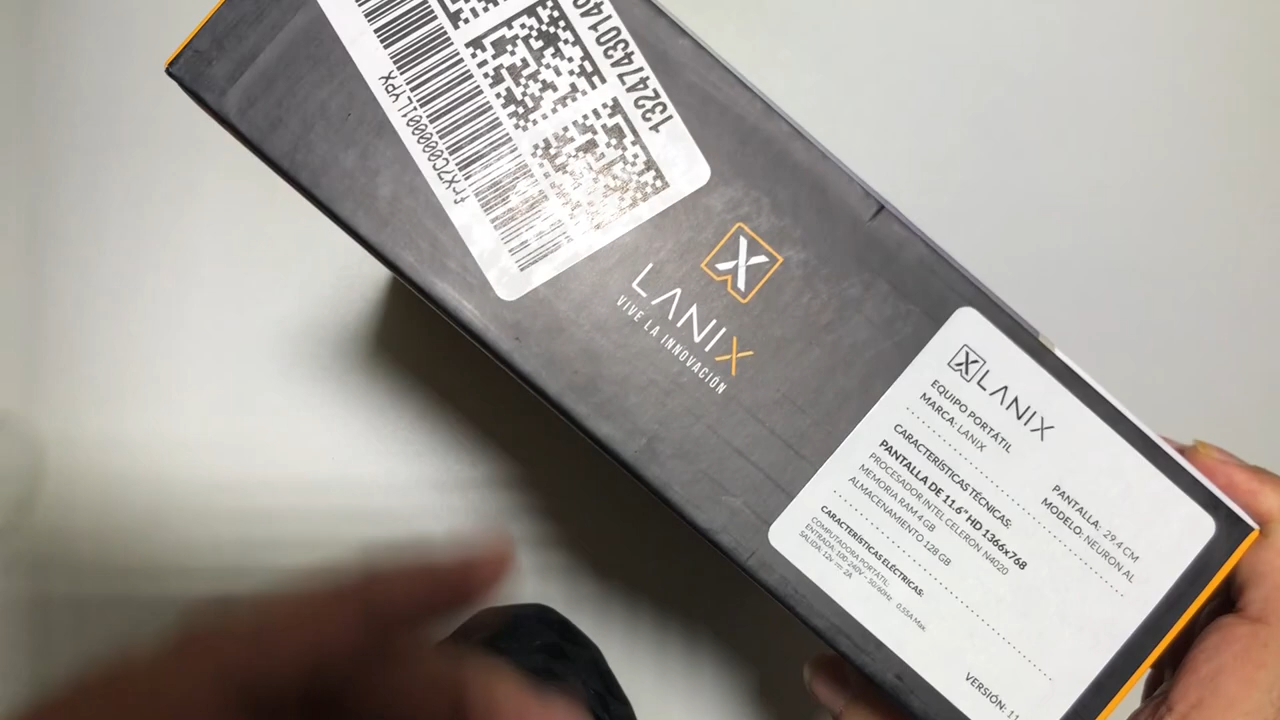 frX7C000001LYPX
LANIX
VIVE LA INNOVACIÓN
LANIX
EQUIPO PORTÁTIL
MARCA: LANIX
PANTALLA: 29.4 CM
MODELO: NEURON AL
CARACTERÍSTICAS TÉCNICAS:
PANTALLA DE 11.6" HD 1366x768
PROCESADOR INTEL CELERON N4020
MEMORIA RAM 4 GB
ALMACENAMIENTO 128 GB
CARACTERÍSTICAS ELÉCTRICAS:
COMPUTADORA PORTÁTIL:
ENTRADA: 100-240V ~ 50/60Hz 0.55A Max.
SALIDA: 12v ⎓ 2A
VERSIÓN: 11